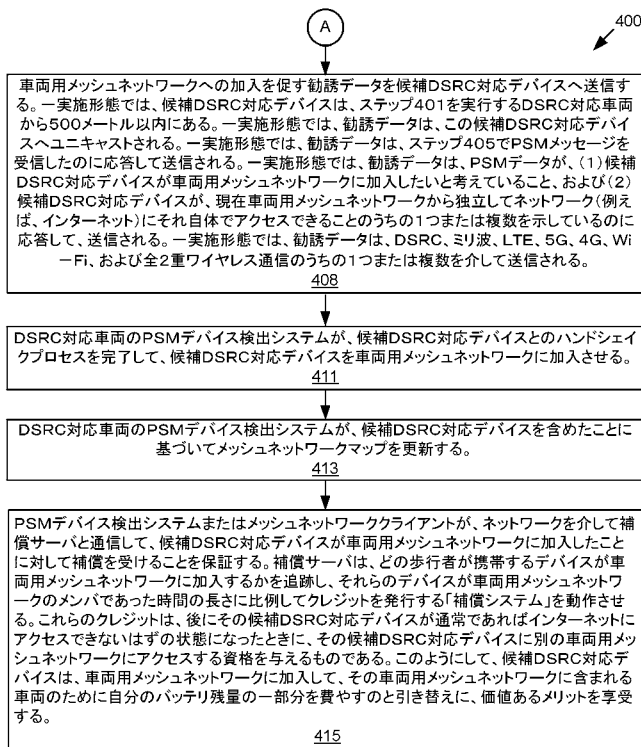 A
400
車両用メッシュネットワークへの加入を促す勧誘データを候補DSRC対応デバイスへ送信す
る。一実施形態では、候補DSRC対応デバイスは、ステップ401を実行するDSRC対応車両
から500メートル以内にある。一実施形態では、勧誘データは、この候補DSRC対応デバイ
スへユニキャストされる。一実施形態では、勧誘データは、ステップ405でPSMメッセージを
受信したのに応答して送信される。一実施形態では、勧誘データは、PSMデータが、(1)候補
DSRC対応デバイスが車両用メッシュネットワークに加入したいと考えていること、および(2)
候補DSRC対応デバイスが、現在車両用メッシュネットワークから独立してネットワーク(例
えば、インターネット)にそれ自体でアクセスできることのうちの1つまたは複数を示しているのに
応答して、送信される。一実施形態では、勧誘データは、DSRC、ミリ波、LTE、5G、4G、Wi
-Fi、および全2重ワイヤレス通信のうちの1つまたは複数を介して送信される。
408
DSRC対応車両のPSMデバイス検出システムが、候補DSRC対応デバイスとのハンドシェイ
クプロセスを完了して、候補DSRC対応デバイスを車両用メッシュネットワークに加入させる。
411
DSRC対応車両のPSMデバイス検出システムが、候補DSRC対応デバイスを含めたことに
基づいてメッシュネットワークマップを更新する。
413
PSMデバイス検出システムまたはメッシュネットワーククライアントが、ネットワークを介して補
償サーバと通信して、候補DSRC対応デバイスが車両用メッシュネットワークに加入したこと
に対して補償を受けることを保証する。補償サーバは、どの歩行者が携帯するデバイスが
車両用メッシュネットワークに加入するかを追跡し、それらのデバイスが車両用メッシュネットワ
ークのメンバであった時間の長さに比例してクレジットを発行する「補償システム」を動作させ
る。これらのクレジットは、後にその候補DSRC対応デバイスが通常であればインターネットに
アクセスできないはずの状態になったときに、その候補DSRC対応デバイスに別の車両用メッ
シュネットワークにアクセスする資格を与えるものである。このようにして、候補DSRC対応デ
バイスは、車両用メッシュネットワークに加入して、その車両用メッシュネットワークに含まれる
車両のために自分のバッテリ残量の一部分を費やすのと引き替えに、価値あるメリットを享受
する。
415